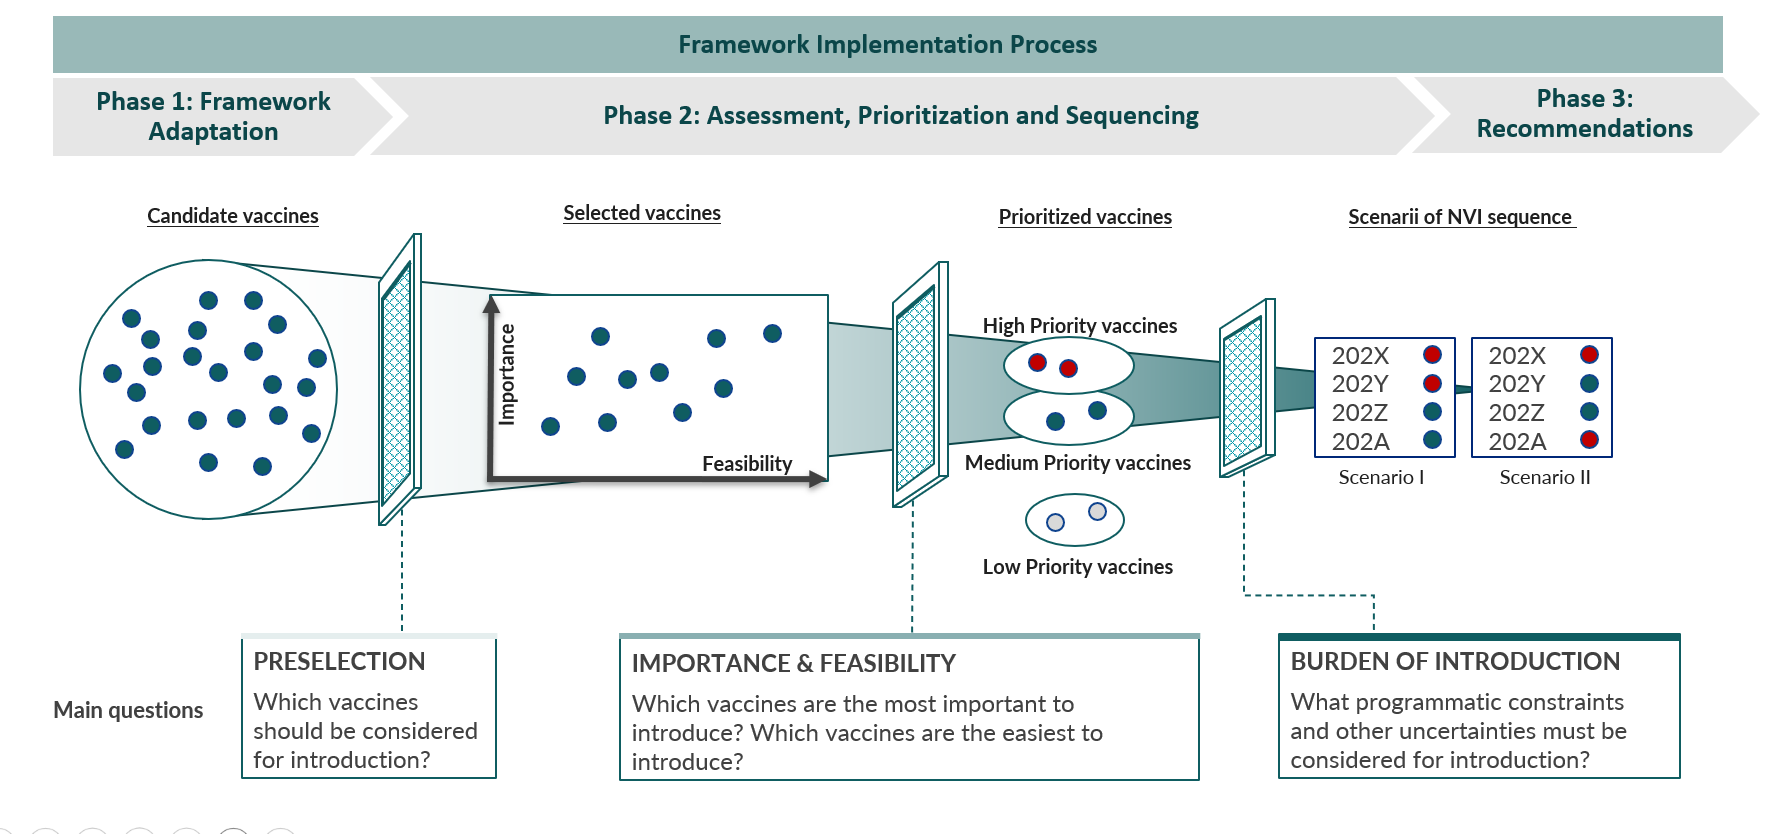 Framework Implementation Process
Phase 1: Framework
Adaptation
Phase 2: Assessment, Prioritization and Sequencing
Phase 3:
Recommendations
Candidate vaccines
Selected vaccines
Prioritized vaccines
Scenarii of NVI sequence
Importance
Feasibility
High Priority vaccines
Medium Priority vaccines
Low Priority vaccines
202X
202Y
202Z
202A
Scenario I
202X
202Y
202Z
202A
Scenario II
Main questions
PRESELECTION
Which vaccines
should be considered
for introduction?
IMPORTANCE & FEASIBILITY
Which vaccines are the most important to
introduce? Which vaccines are the easiest to
introduce?
BURDEN OF INTRODUCTION
What programmatic constraints
and other uncertainties must be
considered for introduction?